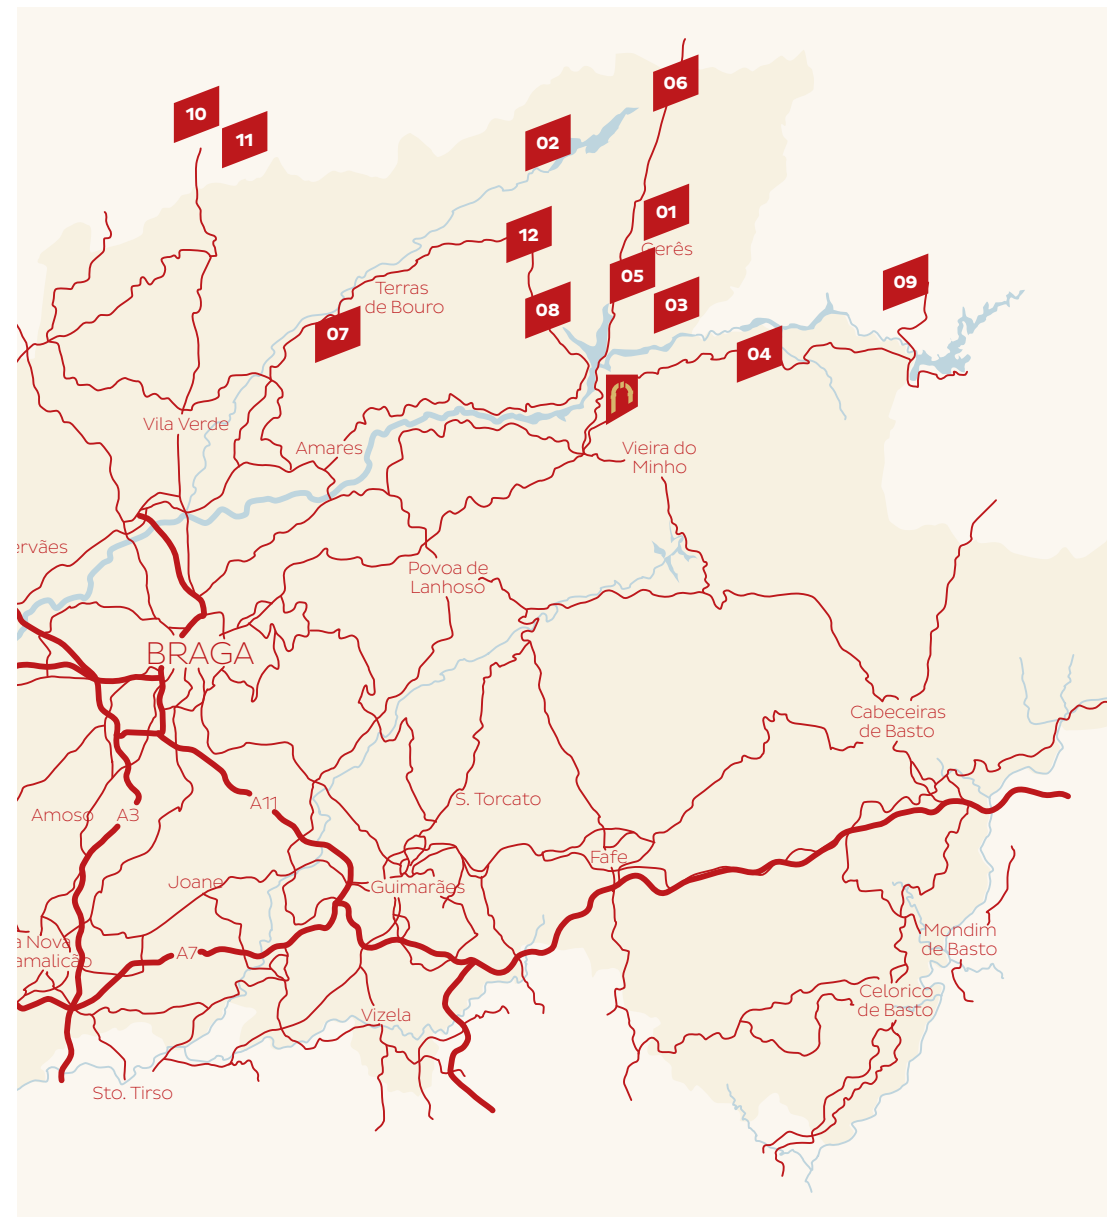 06
10
11
02
01
12
Gerês
05
09
Terras
de Bouro
03
08
07
04
Vila Verde
Amares
Vieira do
Minho
ervães
Povoa de
Lanhoso
BRAGA
Cabeceiras
de Basto
A11
S. Torcato
Amoso
A3
Fafe
Joane
Guimarães
Mondim
de Basto
a Nova
amalicão
A7
Celorico
de Basto
Vizela
Sto. Tirso